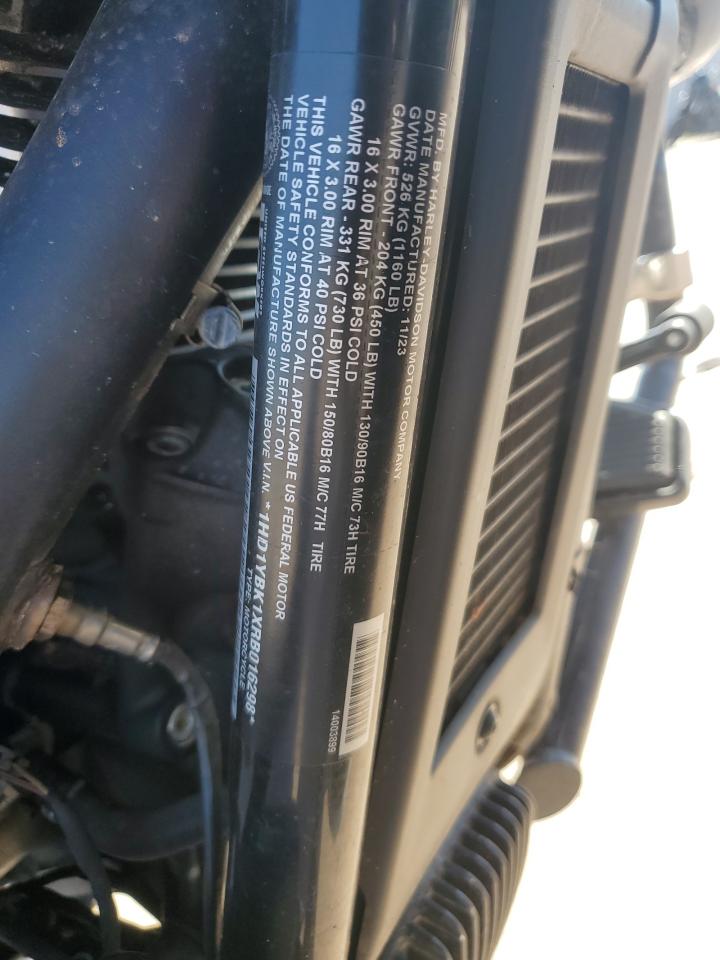 MFD. BY HARLEY-DAVIDSON MOTOR COMPANY
DATE MANUFACTURED: 11/23
GVWR: 526 KG (1160 LB)
GAWR FRONT - 204 KG (450 LB) WITH 130/90B16 M/C 73H TIRE
16 X 3.00 RIM AT 36 PSI COLD
GAWR REAR - 331 KG (730 LB) WITH 150/80B16 M/C 77H TIRE
16 X 3.00 RIM AT 40 PSI COLD
THIS VEHICLE CONFORMS TO ALL APPLICABLE US FEDERAL MOTOR
VEHICLE SAFETY STANDARDS IN EFFECT ON
THE DATE OF MANUFACTURE SHOWN ABOVE V.I.N. *1HD1YBK1XRB016298*
TYPE: MOTORCYCLE
14003899